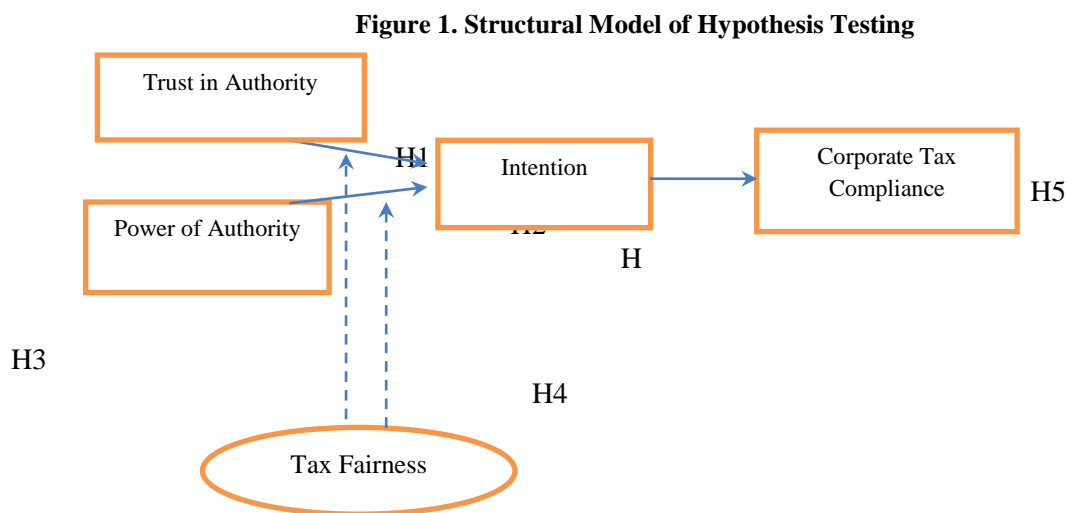 Figure 1. Structural Model of Hypothesis Testing
Trust in Authority
H1
Intention
Corporate Tax
Compliance
H5
Power of Authority
H2
H
H3
H4
Tax Fairness